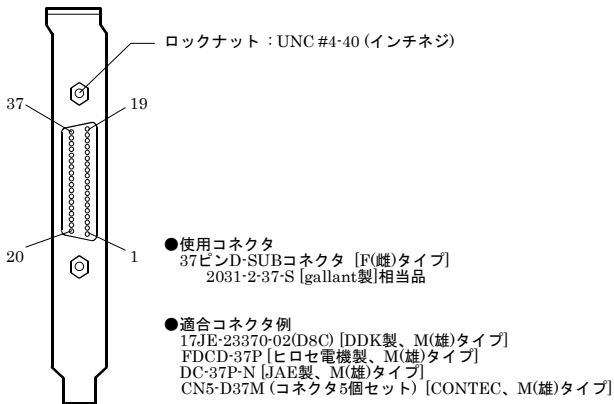 ロックナット：UNC #4-40 (インチネジ)
37
19
20
1
●使用コネクタ
37ピンD-SUBコネクタ [F(雌)タイプ]
2031-2-37-S [gallant製]相当品
●適合コネクタ例
17JE-23370-02(D8C) [DDK製、M(雄)タイプ]
FDCD-37P [ヒロセ電機製、M(雄)タイプ]
DC-37P-N [JAE製、M(雄)タイプ]
CN5-D37M (コネクタ5個セット) [CONTEC、M(雄)タイプ]